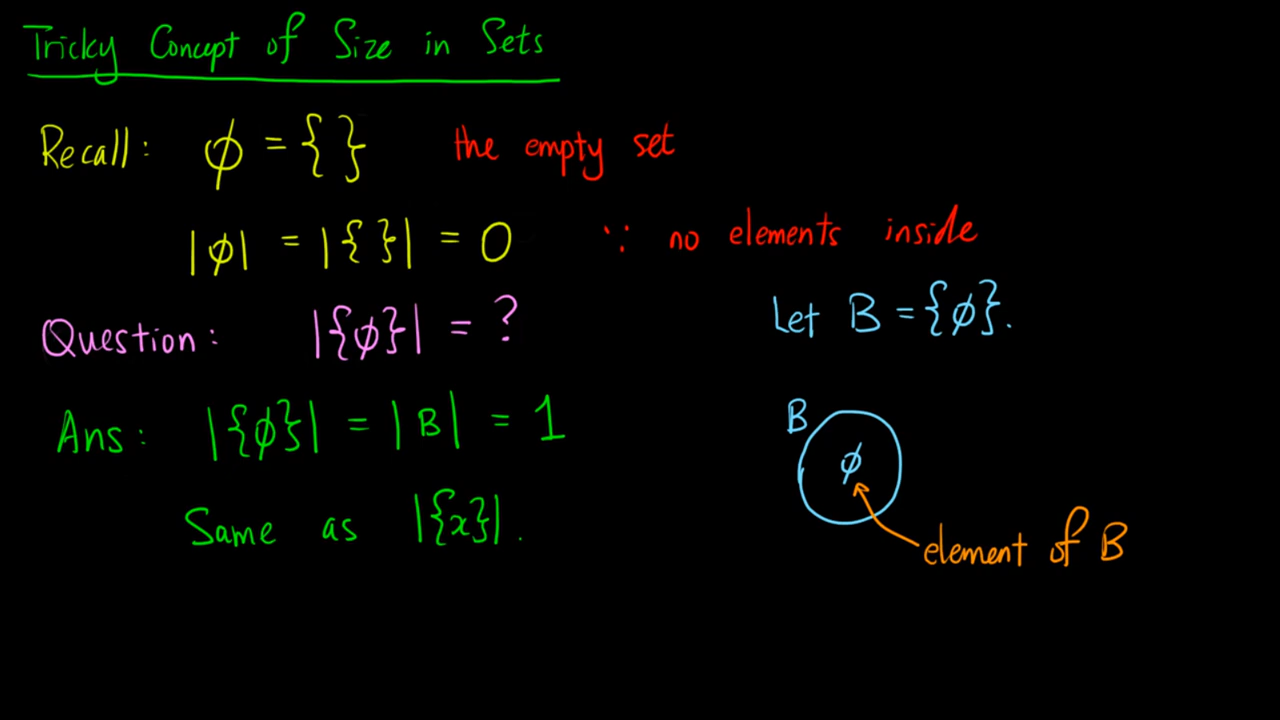 Tricky Concept of Size in Sets
Recall: ϕ = { } the empty set
|ϕ| = |{ }| = 0 ∵ no elements inside
Question: |{ϕ}| = ? Let B = {ϕ}.
Ans: |{ϕ}| = |B| = 1
B
ϕ
Same as |{x}|.
element of B